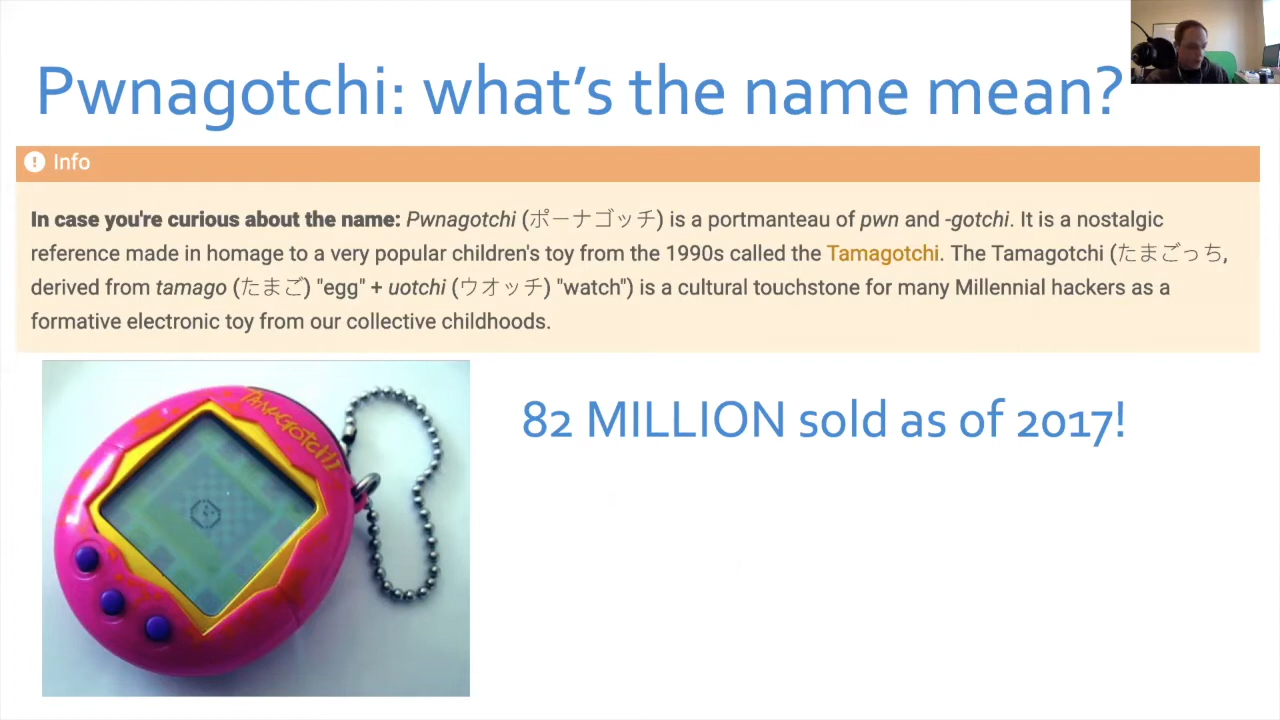 Pwnagotchi: what's the name mean?
Info
In case you're curious about the name: Pwnagotchi (ポーナゴッチ) is a portmanteau of pwn and -gotchi. It is a nostalgic
reference made in homage to a very popular children's toy from the 1990s called the Tamagotchi. The Tamagotchi (たまごっち,
derived from tamago (たまご) "egg" + uotchi (ウオッチ) "watch") is a cultural touchstone for many Millennial hackers as a
formative electronic toy from our collective childhoods.
TAMAGOTCHI
82 MILLION sold as of 2017!